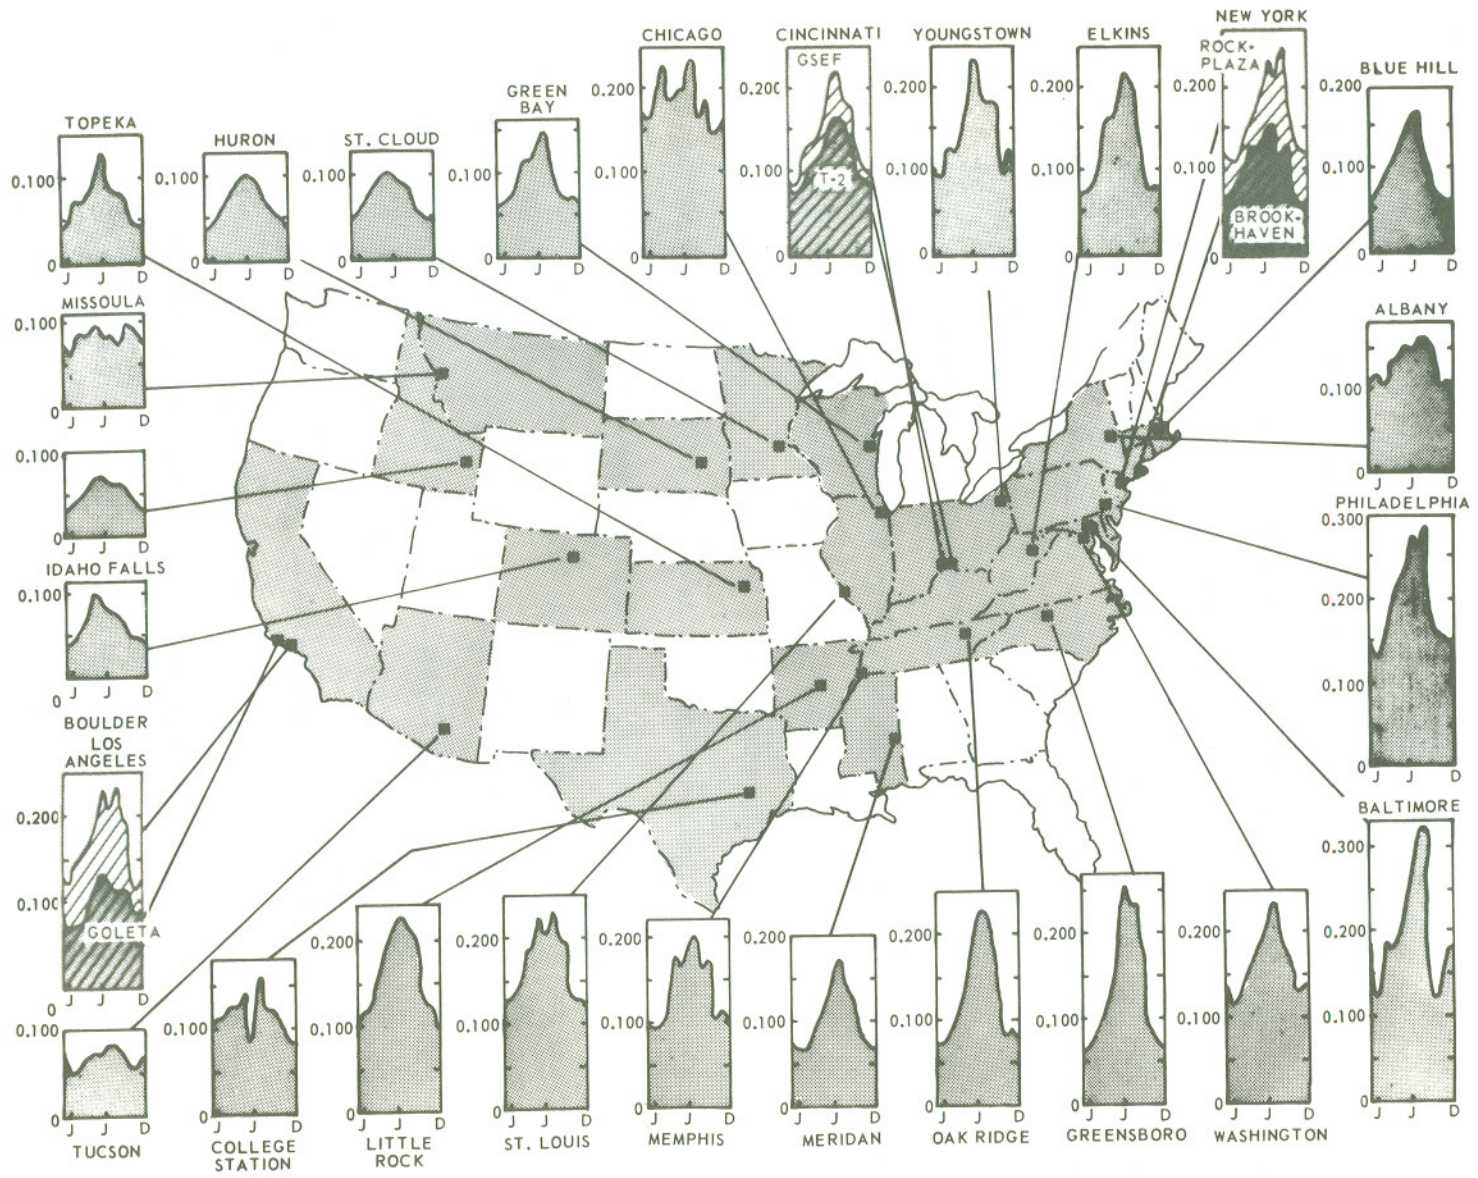 TOPEKA
0.100
0
J J D
HURON
0.100
0
J J D
ST. CLOUD
0.100
0
J J D
GREEN
BAY
0.100
0
J J D
CHICAGO
0.200
0.100
0
J J D
CINCINNATI
GSEF
0.200
0.100
0
J J D
YOUNGSTOWN
0.200
0.100
0
J J D
ELKINS
0.200
0.100
0
J J D
NEW YORK
ROCK-
PLAZA
0.200
0.100
BROOK-
HAVEN
0
J J D
BLUE HILL
0.200
0.100
0
J J D
MISSOULA
0.100
0
J J D
0.100
0
J J D
IDAHO FALLS
0.100
0
J J D
BOULDER
LOS
ANGELES
0.200
0.100
GOLETA
0
J J D
0.100
0
J J D
TUCSON
ALBANY
0.100
0
J J D
PHILADELPHIA
0.300
0.200
0.100
0
J J D
BALTIMORE
0.300
0.200
0.100
0
J J D
0.100
0
J J D
COLLEGE
STATION
0.200
0.100
0
J J D
LITTLE
ROCK
0.200
0.100
0
J J D
ST. LOUIS
0.200
0.100
0
J J D
MEMPHIS
0.200
0.100
0
J J D
MERIDAN
0.200
0.100
0
J J D
OAK RIDGE
0.200
0.100
0
J J D
GREENSBORO
0.200
0.100
0
J J D
WASHINGTON